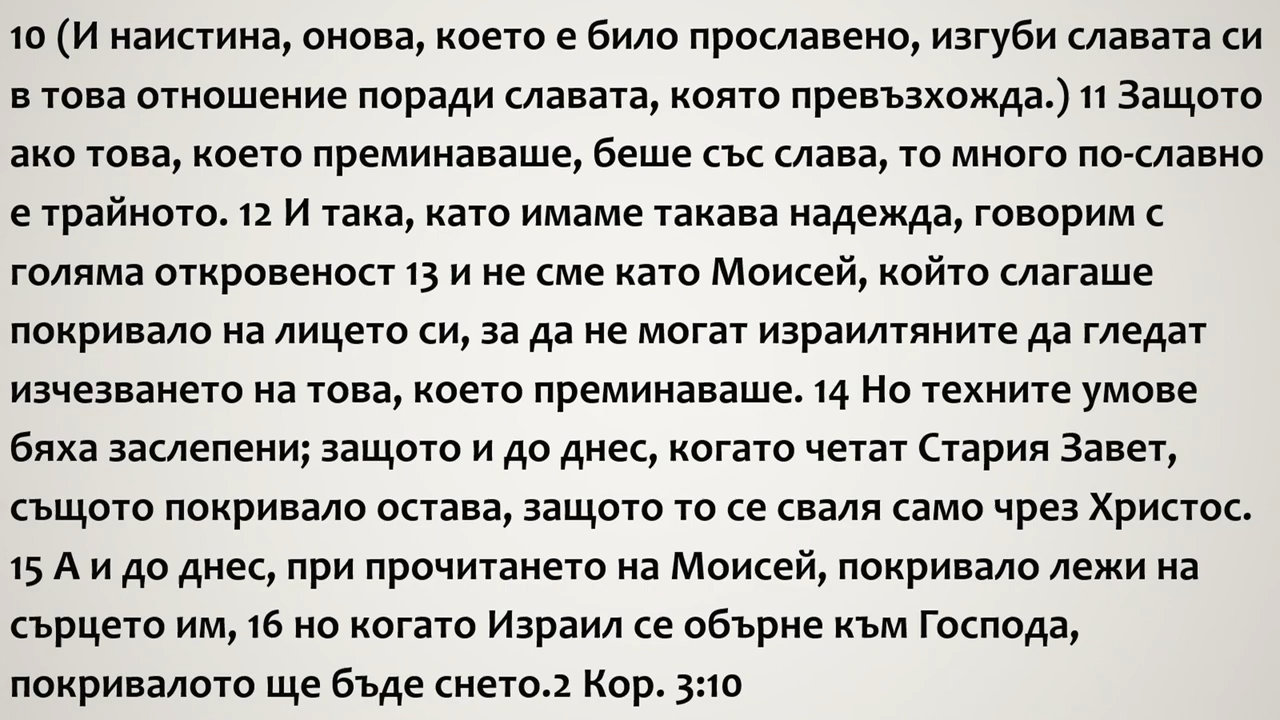 10 (И наистина, онова, което е било прославено, изгуби славата си
в това отношение поради славата, която превъзхожда.) 11 Защото
ако това, което преминаваше, беше със слава, то много по-славно
е трайното. 12 И така, като имаме такава надежда, говорим с
голяма откровеност 13 и не сме като Моисей, който слагаше
покривало на лицето си, за да не могат израилтяните да гледат
изчезването на това, което преминаваше. 14 Но техните умове
бяха заслепени; защото и до днес, когато четат Стария Завет,
същото покривало остава, защото то се сваля само чрез Христос.
15 А и до днес, при прочитането на Моисей, покривало лежи на
сърцето им, 16 но когато Израил се обърне към Господа,
покривалото ще бъде снето.2 Кор. 3:10